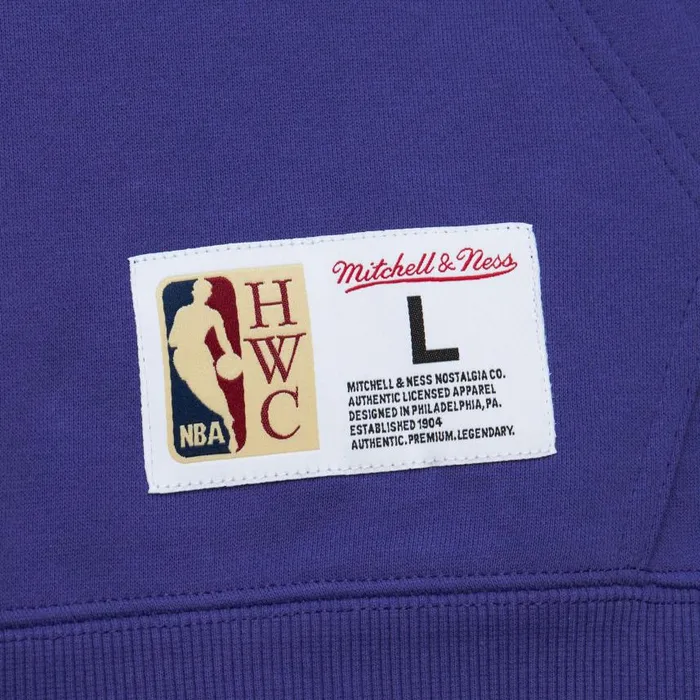 NBA
H
W
C
Mitchell & Ness
L
MITCHELL & NESS NOSTALGIA CO.
AUTHENTIC LICENSED APPAREL
DESIGNED IN PHILADELPHIA, PA.
ESTABLISHED 1904
AUTHENTIC.PREMIUM.LEGENDARY.